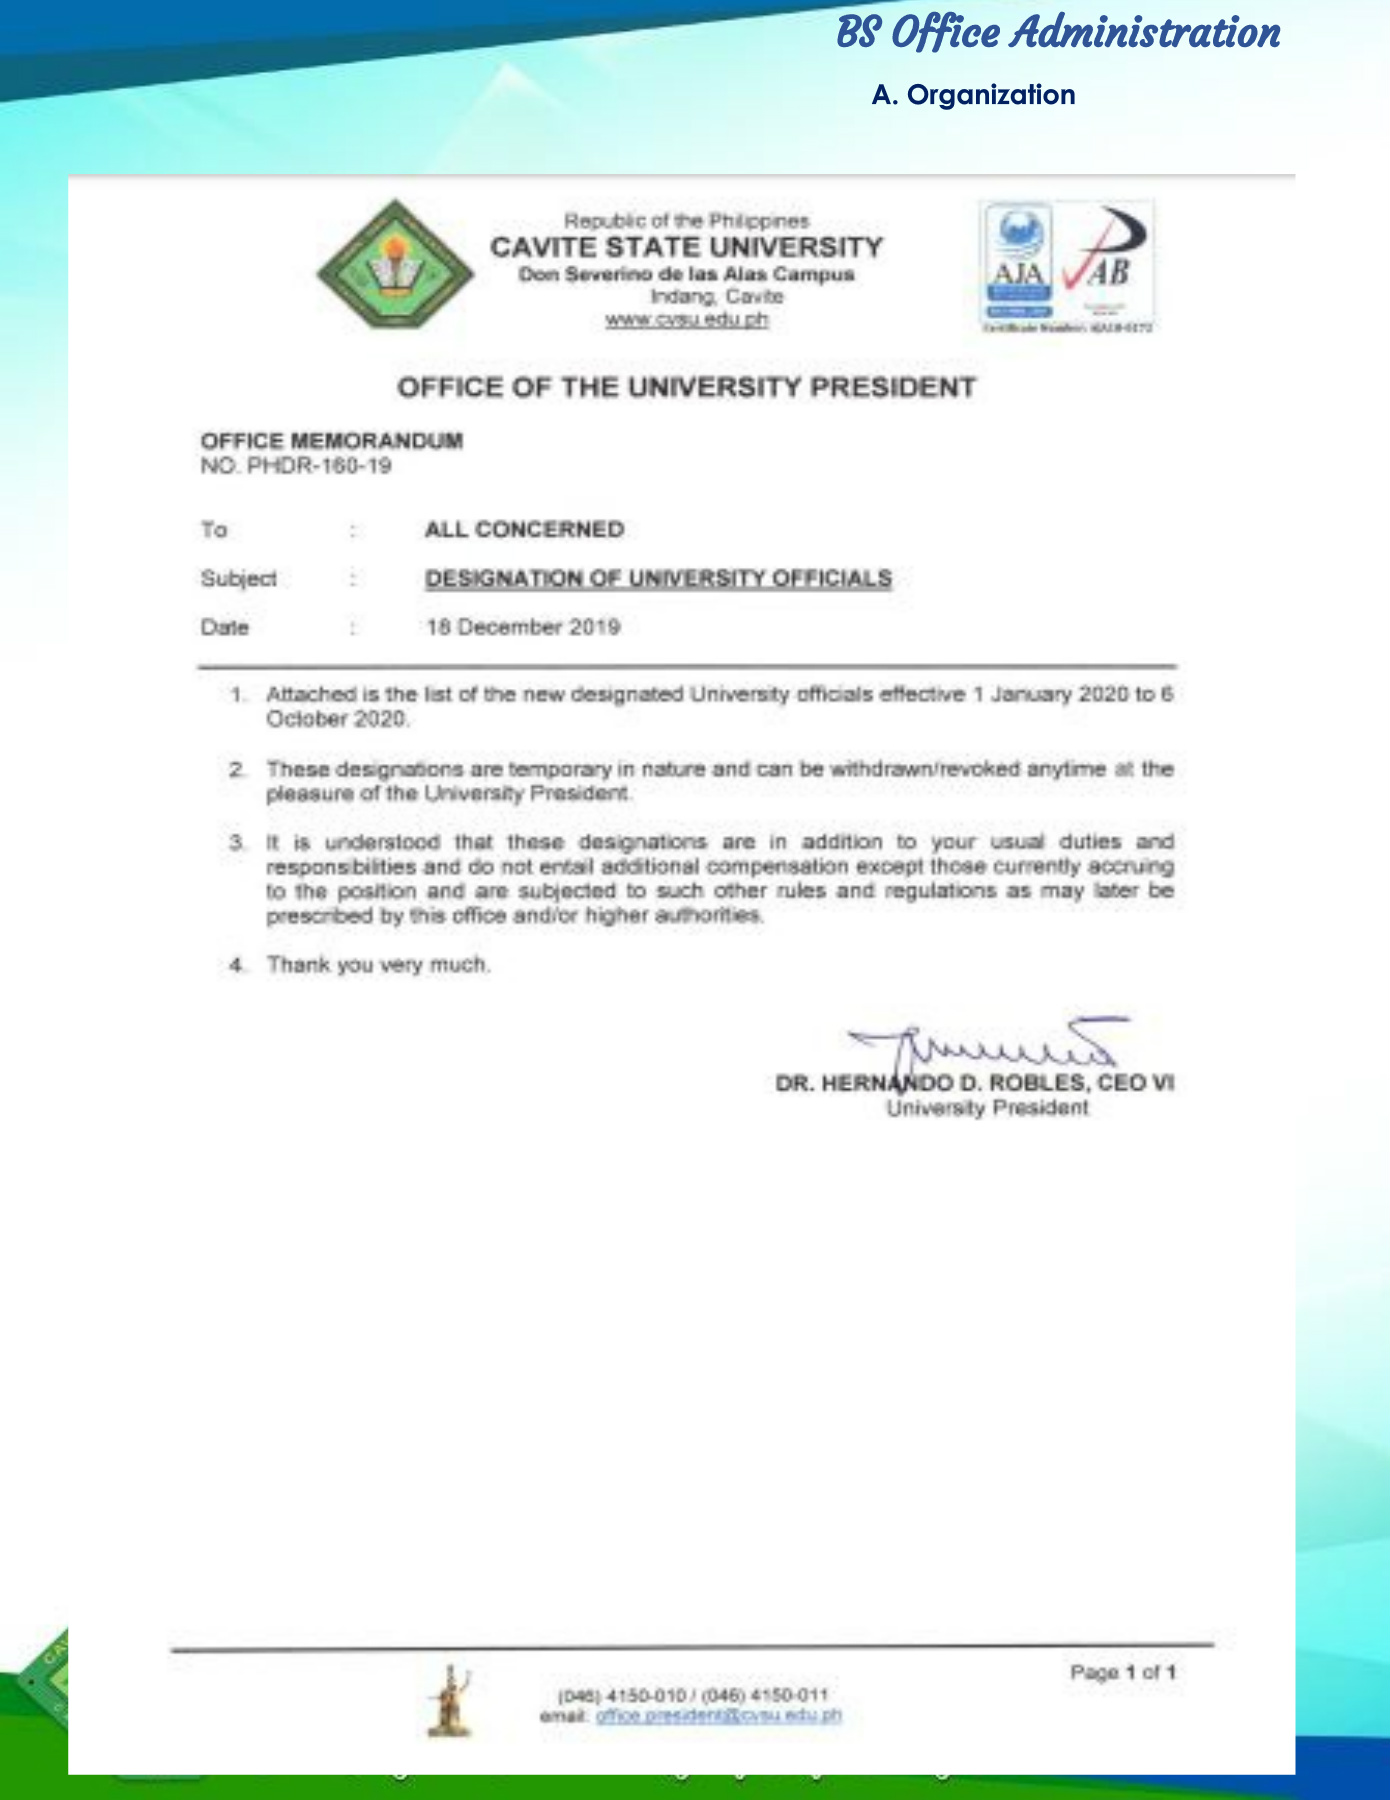 BS Office Administration
A. Organization
Republic of the Philippines
CAVITE STATE UNIVERSITY
Don Severino de las Alas Campus
Indang, Cavite
www.cvsu.edu.ph
AJA
AB
OFFICE OF THE UNIVERSITY PRESIDENT
OFFICE MEMORANDUM
NO. PHDR-160-19
To : ALL CONCERNED
Subject : DESIGNATION OF UNIVERSITY OFFICIALS
Date : 18 December 2019
1. Attached is the list of the new designated University officials effective 1 January 2020 to 6
October 2020.
2. These designations are temporary in nature and can be withdrawn/revoked anytime at the
pleasure of the University President.
3. It is understood that these designations are in addition to your usual duties and
responsibilities and do not entail additional compensation except those currently accruing
to the position and are subjected to such other rules and regulations as may later be
prescribed by this office and/or higher authorities.
4. Thank you very much.
DR. HERNANDO D. ROBLES, CEO VI
University President
Page 1 of 1
(046) 4150-010 / (046) 4150-011
email: office.president@cvsu.edu.ph